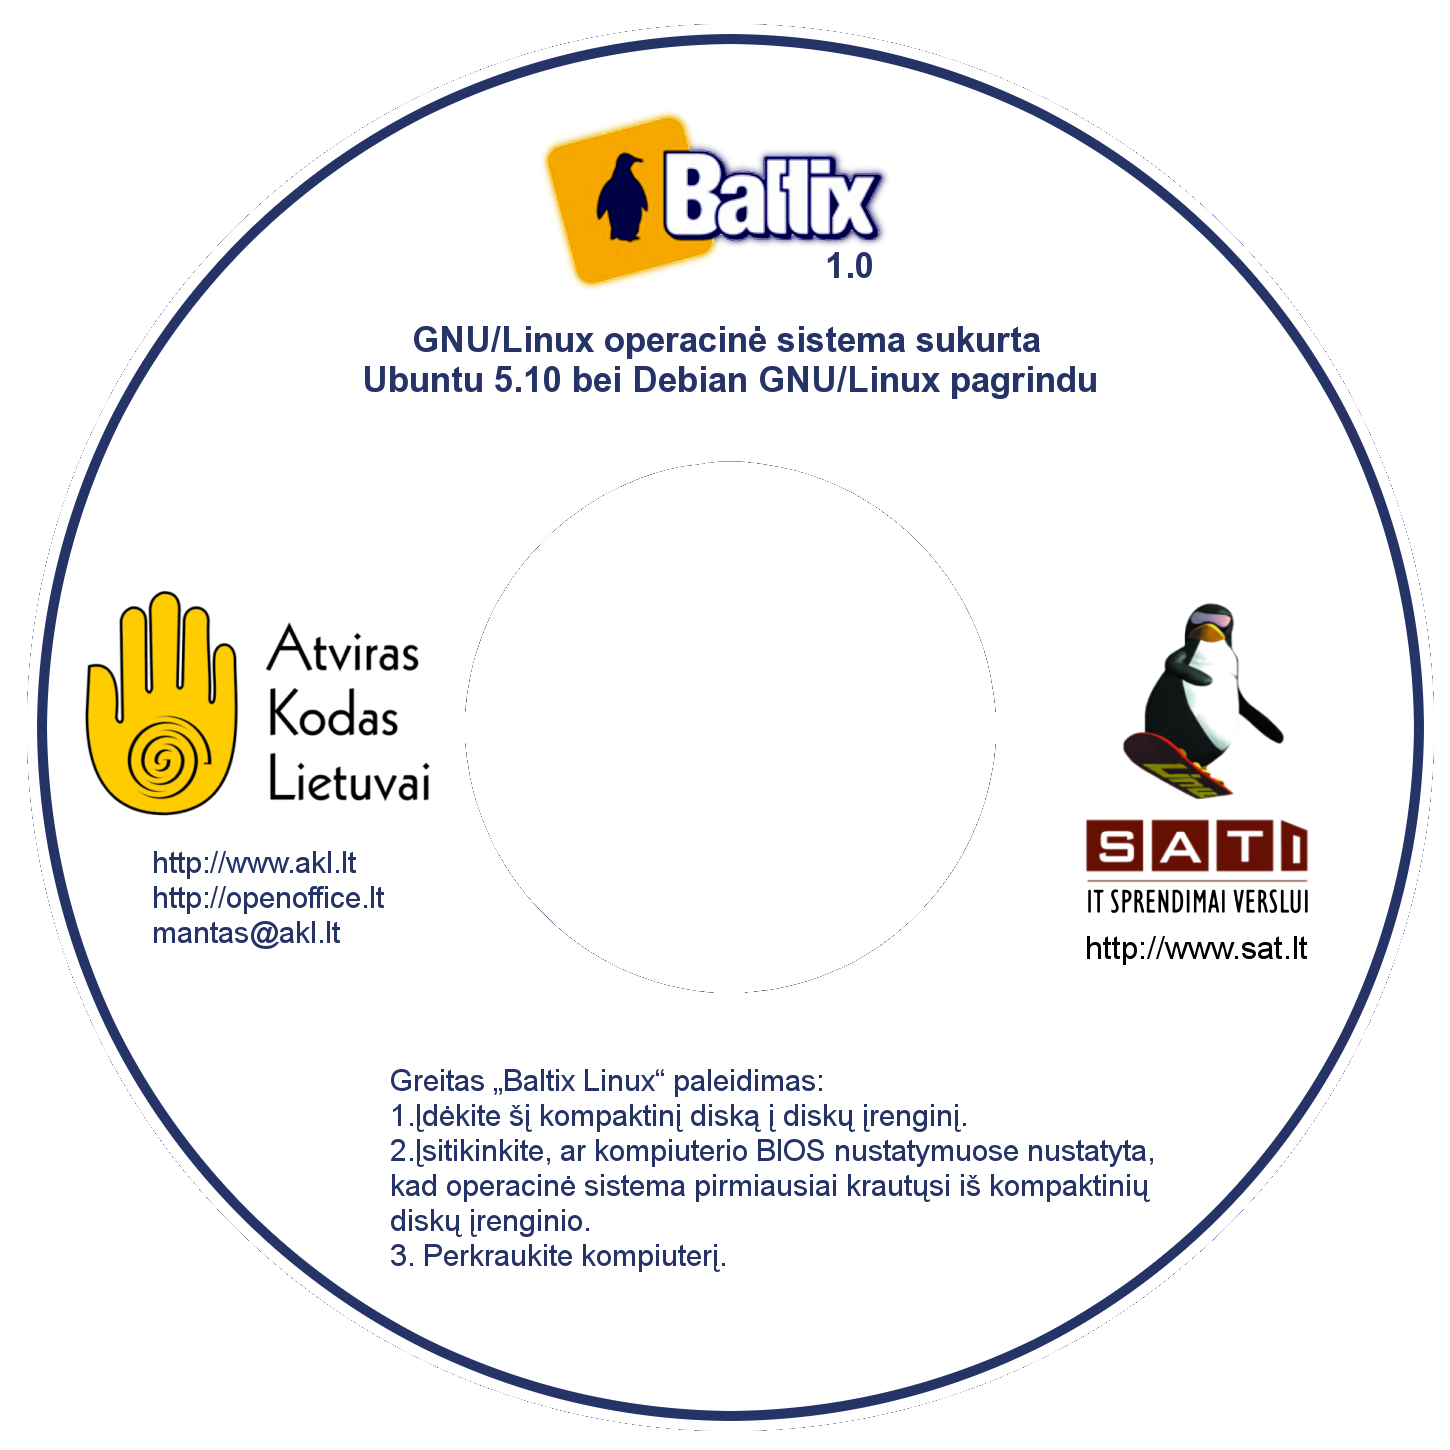 Baltix
1.0
GNU/Linux operacinė sistema sukurta
Ubuntu 5.10 bei Debian GNU/Linux pagrindu
Atviras
Kodas
Lietuvai
http://www.akl.lt
http://openoffice.lt
mantas@akl.lt
Linu
SATI
IT SPRENDIMAI VERSLUI
http://www.sat.lt
Greitas „Baltix Linux“ paleidimas:
1.Įdėkite šį kompaktinį diską į diskų įrenginį.
2.Įsitikinkite, ar kompiuterio BIOS nustatymuose nustatyta,
kad operacinė sistema pirmiausiai krautųsi iš kompaktinių
diskų įrenginio.
3. Perkraukite kompiuterį.